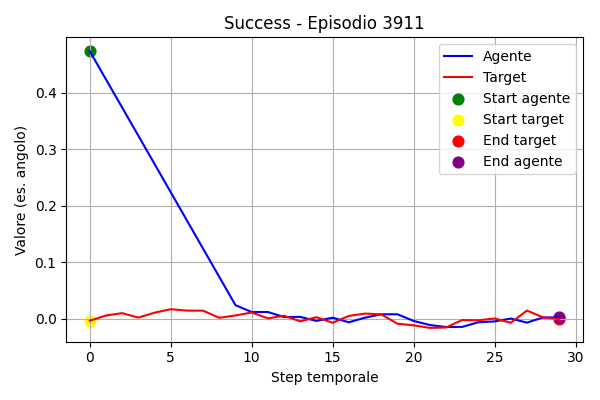 Success - Episodio 3911
Agente
Target
Start agente
Start target
End target
End agente
Valore (es. angolo)
0.4
0.3
0.2
0.1
0.0
0 5 10 15 20 25 30
Step temporale